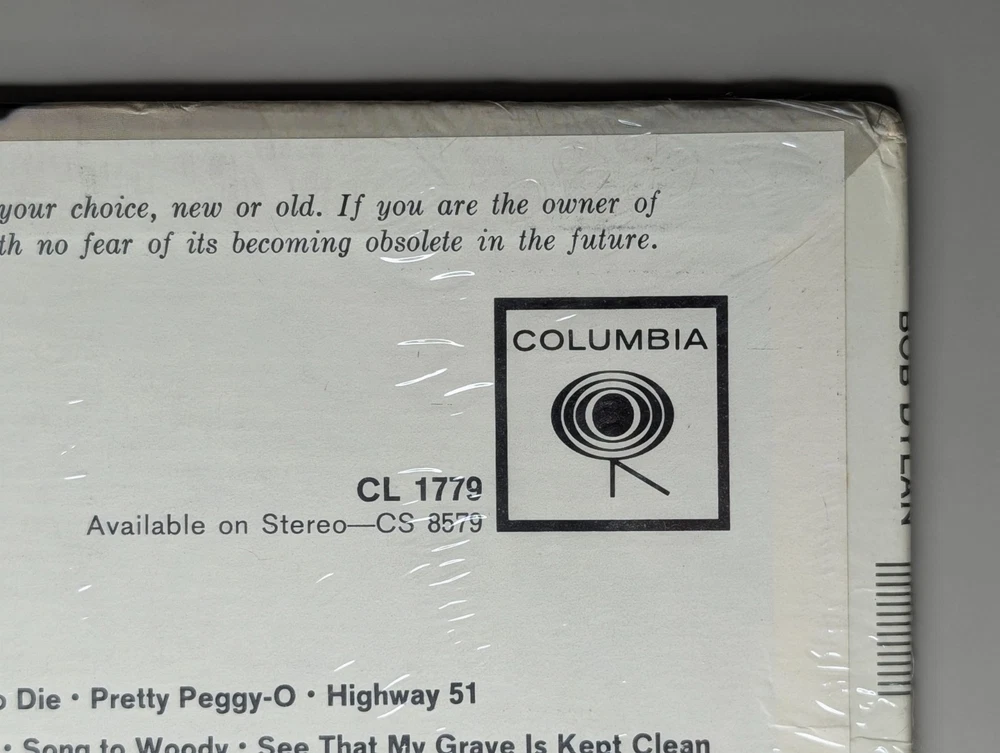 your choice, new or old. If you are the owner of
th no fear of its becoming obsolete in the future.
COLUMBIA
CL 1779
Available on Stereo—CS 8579
BOB DYLAN
Die • Pretty Peggy-O • Highway 51
• Song to Woody • See That My Grave Is Kept Clean